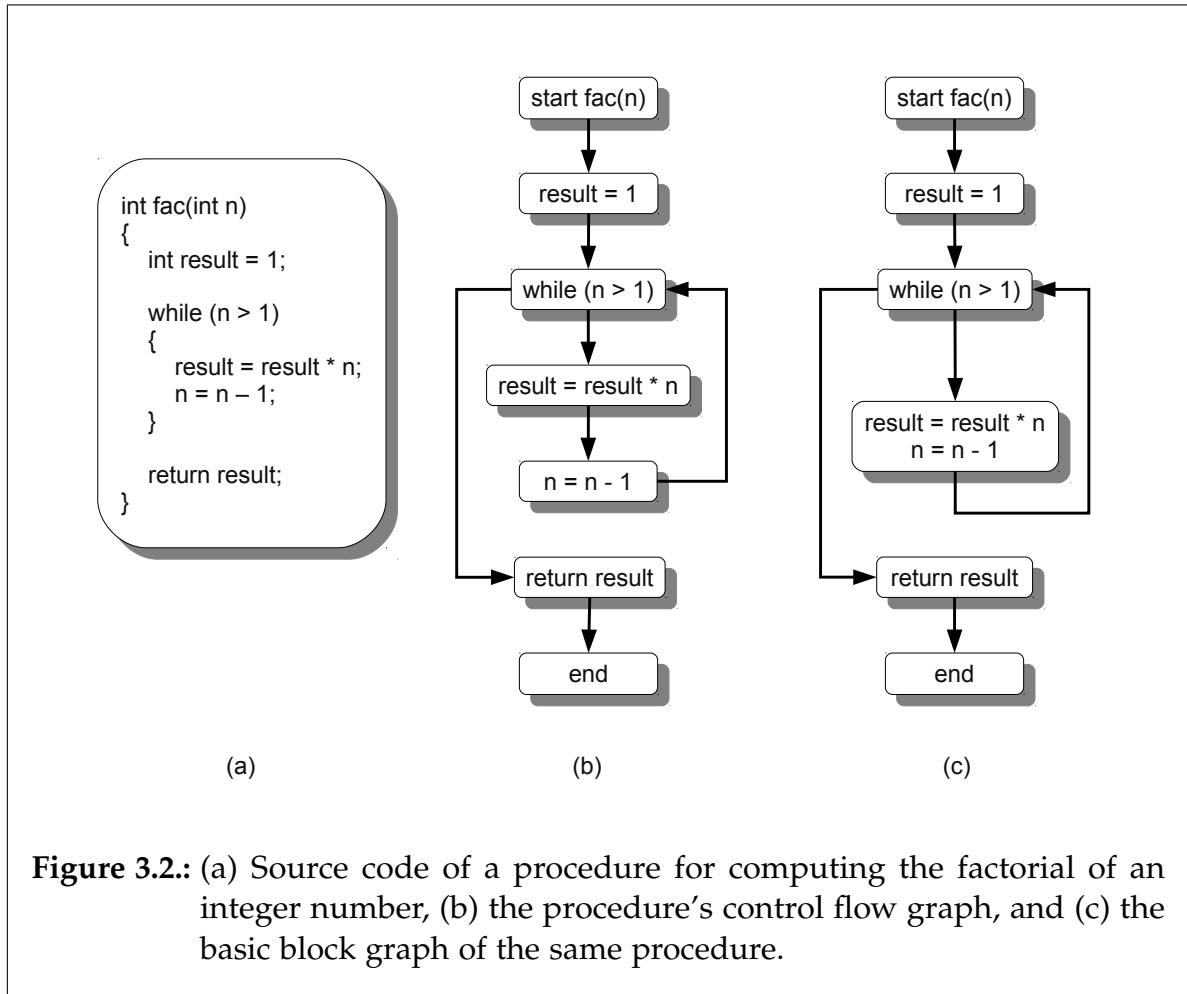 int fac(int n)
{
int result = 1;
while (n > 1)
{
result = result * n;
n = n – 1;
}
return result;
}
(a)
start fac(n)
result = 1
while (n > 1)
result = result * n
n = n - 1
return result
end
(b)
start fac(n)
result = 1
while (n > 1)
result = result * n
n = n - 1
return result
end
(c)
Figure 3.2.: (a) Source code of a procedure for computing the factorial of an
integer number, (b) the procedure’s control flow graph, and (c) the
basic block graph of the same procedure.